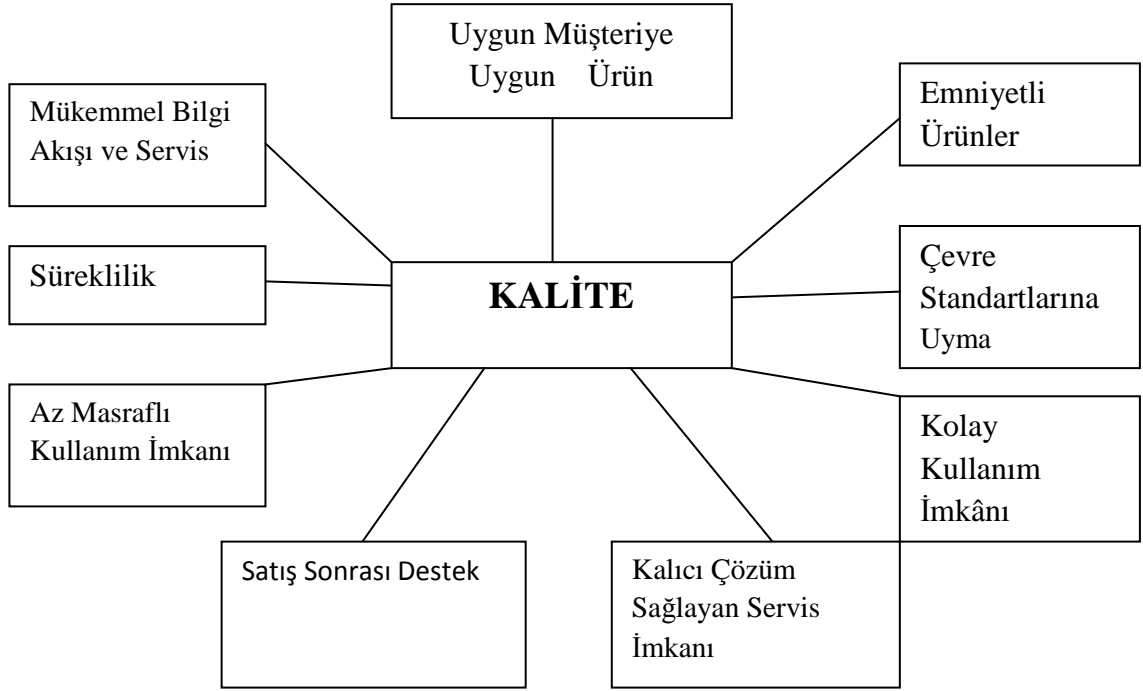 Uygun Müşteriye
Uygun Ürün
Mükemmel Bilgi
Akışı ve Servis
Emniyetli
Ürünler
Süreklilik
KALİTE
Çevre
Standartlarına
Uyma
Az Masraflı
Kullanım İmkanı
Kolay
Kullanım
İmkânı
Satış Sonrası Destek
Kalıcı Çözüm
Sağlayan Servis
İmkanı